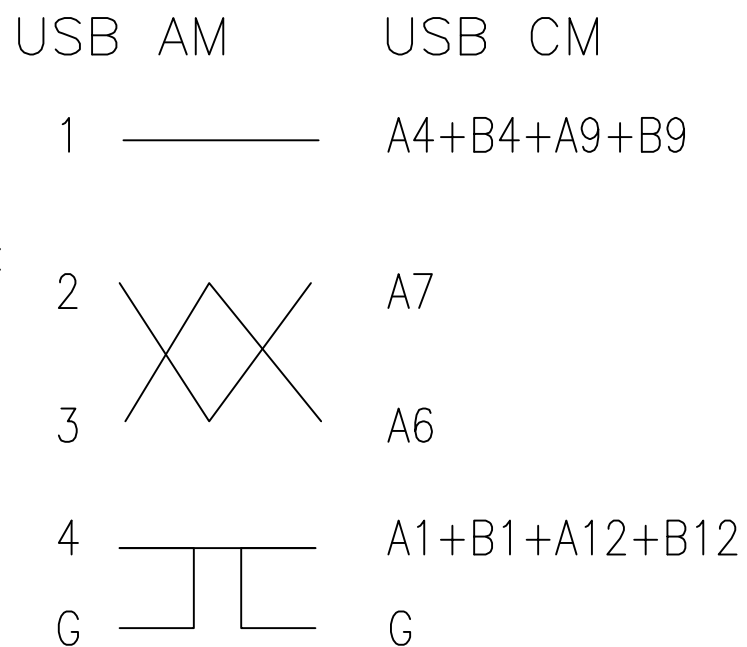 USB AM USB CM
1 A4+B4+A9+B9
2 A7
3 A6
4 A1+B1+A12+B12
G G